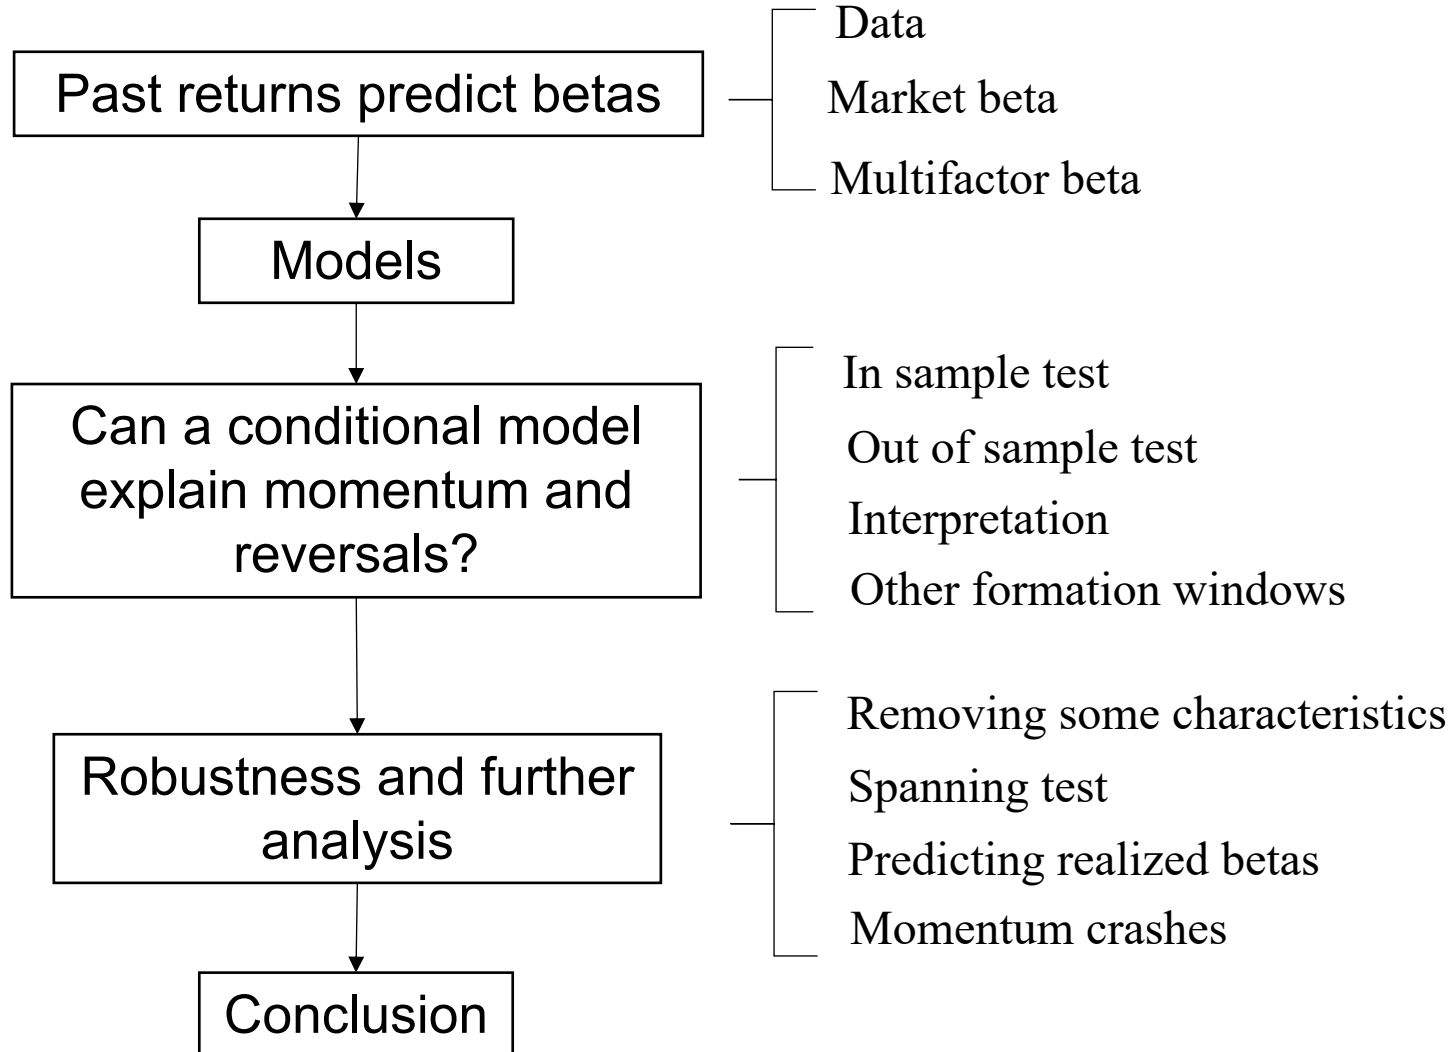 Past returns predict betas
Data
Market beta
Multifactor beta
Models
Can a conditional model
explain momentum and
reversals?
In sample test
Out of sample test
Interpretation
Other formation windows
Robustness and further
analysis
Removing some characteristics
Spanning test
Predicting realized betas
Momentum crashes
Conclusion